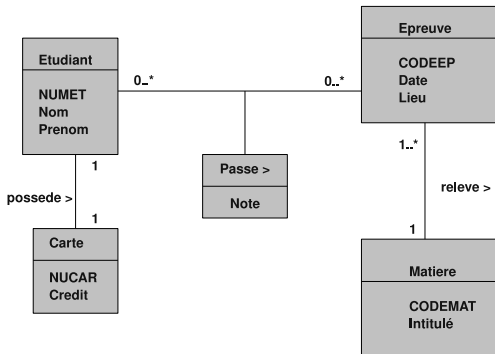 Etudiant
NUMET
Nom
Prenom
0..*
0..*
Epreuve
CODEEP
Date
Lieu
Passe >
Note
1
possede >
1
Carte
NUCAR
Credit
1..*
releve >
1
Matiere
CODEMAT
Intitulé